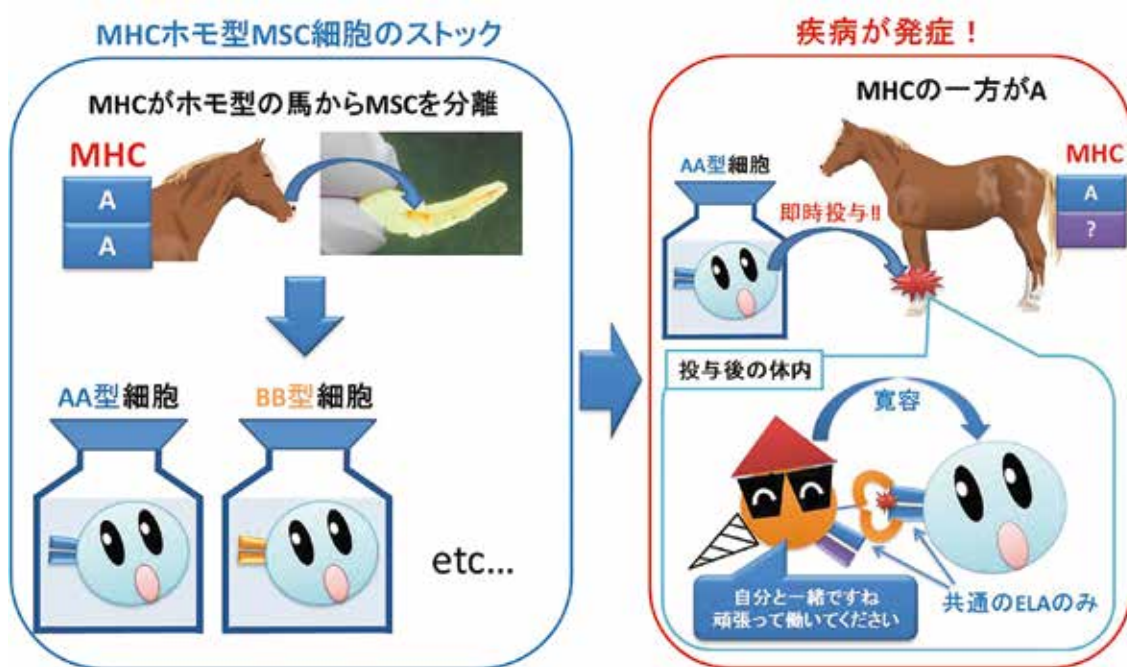 MHCホモ型MSC細胞のストック
MHCがホモ型の馬からMSCを分離
MHC
A
A
AA型細胞
BB型細胞
etc...
疾病が発症！
MHCの一方がA
AA型細胞
即時投与!!
MHC
A
?
投与後の体内
寛容
自分と一緒ですね
頑張って働いてください
共通のELAのみ